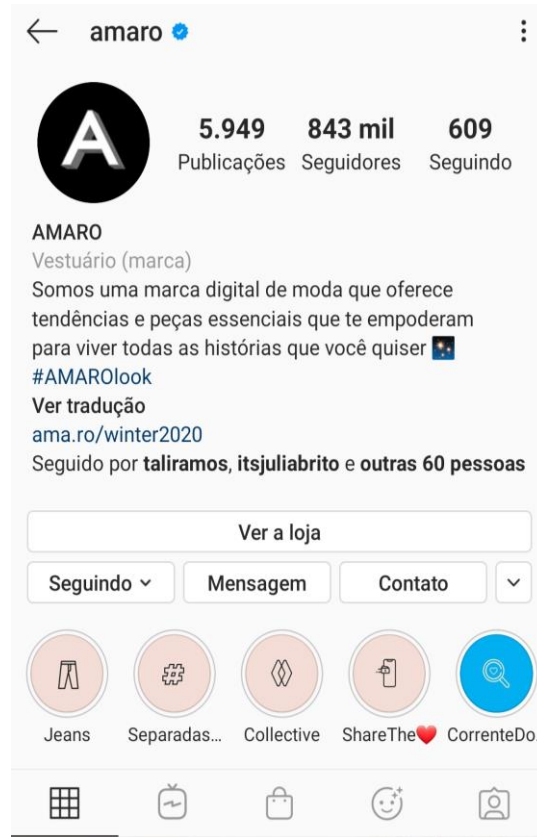 amaro
A
5.949 843 mil 609
Publicações Seguidores Seguindo
AMARO
Vestuário (marca)
Somos uma marca digital de moda que oferece
tendências e peças essenciais que te empoderam
para viver todas as histórias que você quiser 🎇
#AMAROlook
Ver tradução
ama.ro/winter2020
Seguido por taliramos, itsjuliabrito e outras 60 pessoas
Ver a loja
Seguindo Mensagem Contato
Jeans Separadas... Collective ShareThe❤️ CorrenteDo.